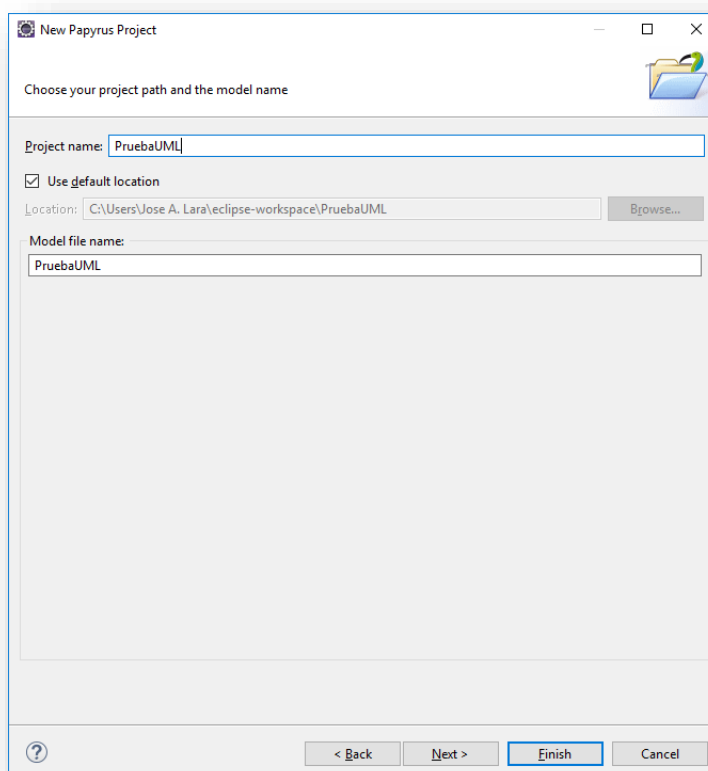 New Papyrus Project
Choose your project path and the model name
Project name: PruebaUML
Use default location
Location: C:\Users\Jose A. Lara\eclipse-workspace\PruebaUML Browse...
Model file name:
PruebaUML
? < Back Next > Finish Cancel